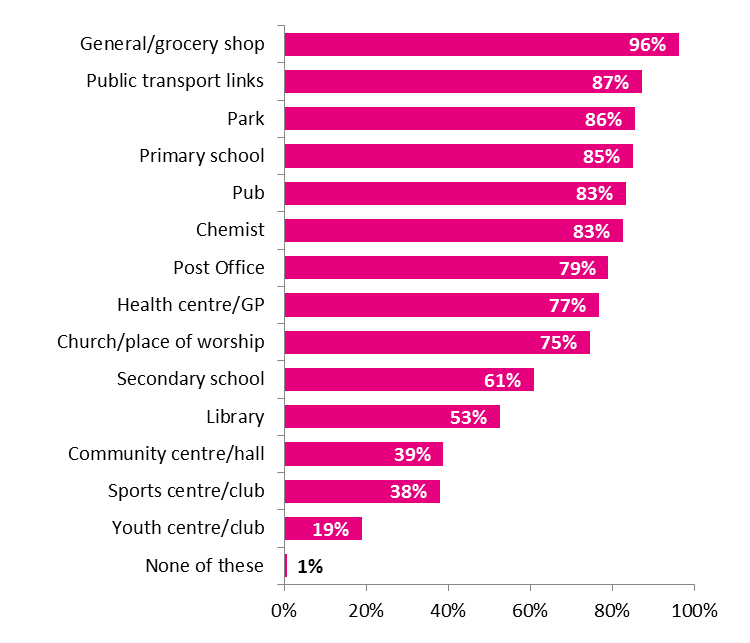 General/grocery shop 96%
Public transport links 87%
Park 86%
Primary school 85%
Pub 83%
Chemist 83%
Post Office 79%
Health centre/GP 77%
Church/place of worship 75%
Secondary school 61%
Library 53%
Community centre/hall 39%
Sports centre/club 38%
Youth centre/club 19%
None of these 1%
0% 20% 40% 60% 80% 100%